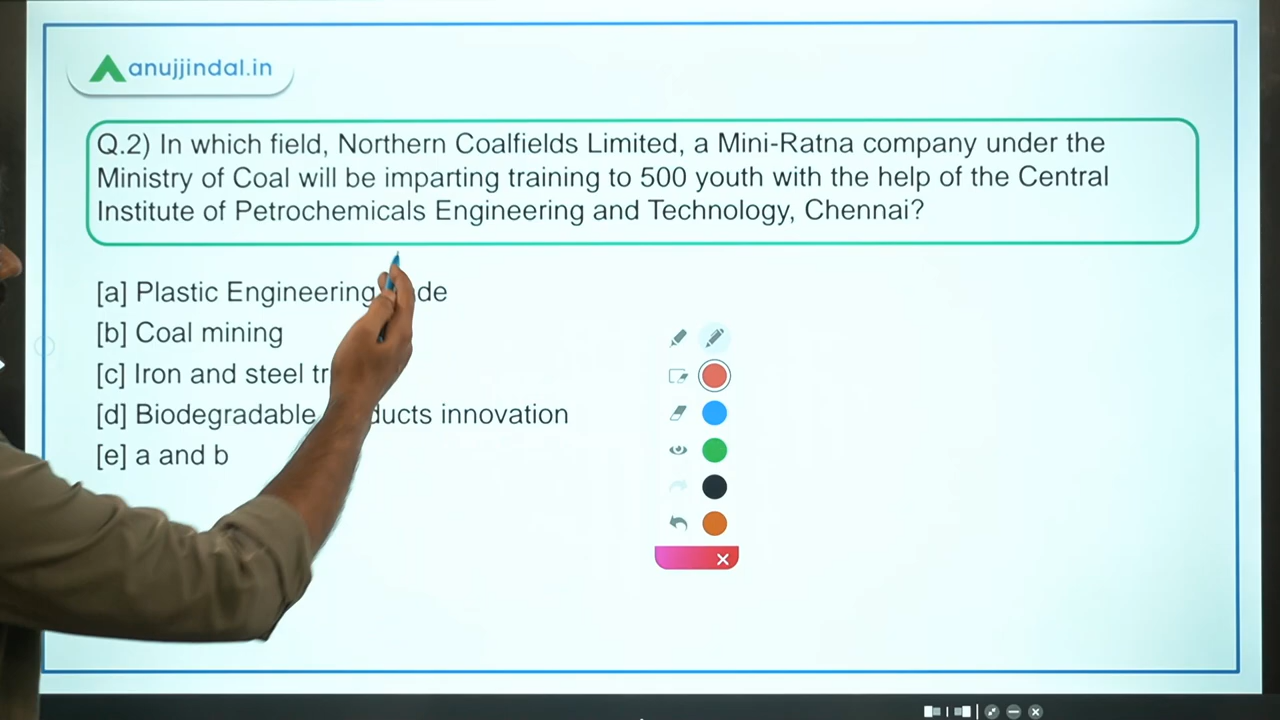 anujjindal.in
Q.2) In which field, Northern Coalfields Limited, a Mini-Ratna company under the
Ministry of Coal will be imparting training to 500 youth with the help of the Central
Institute of Petrochemicals Engineering and Technology, Chennai?
[a] Plastic Engineering
[b] Coal mining
[c] Iron and steel
[d] Biodegradable innovation
[e] a and b